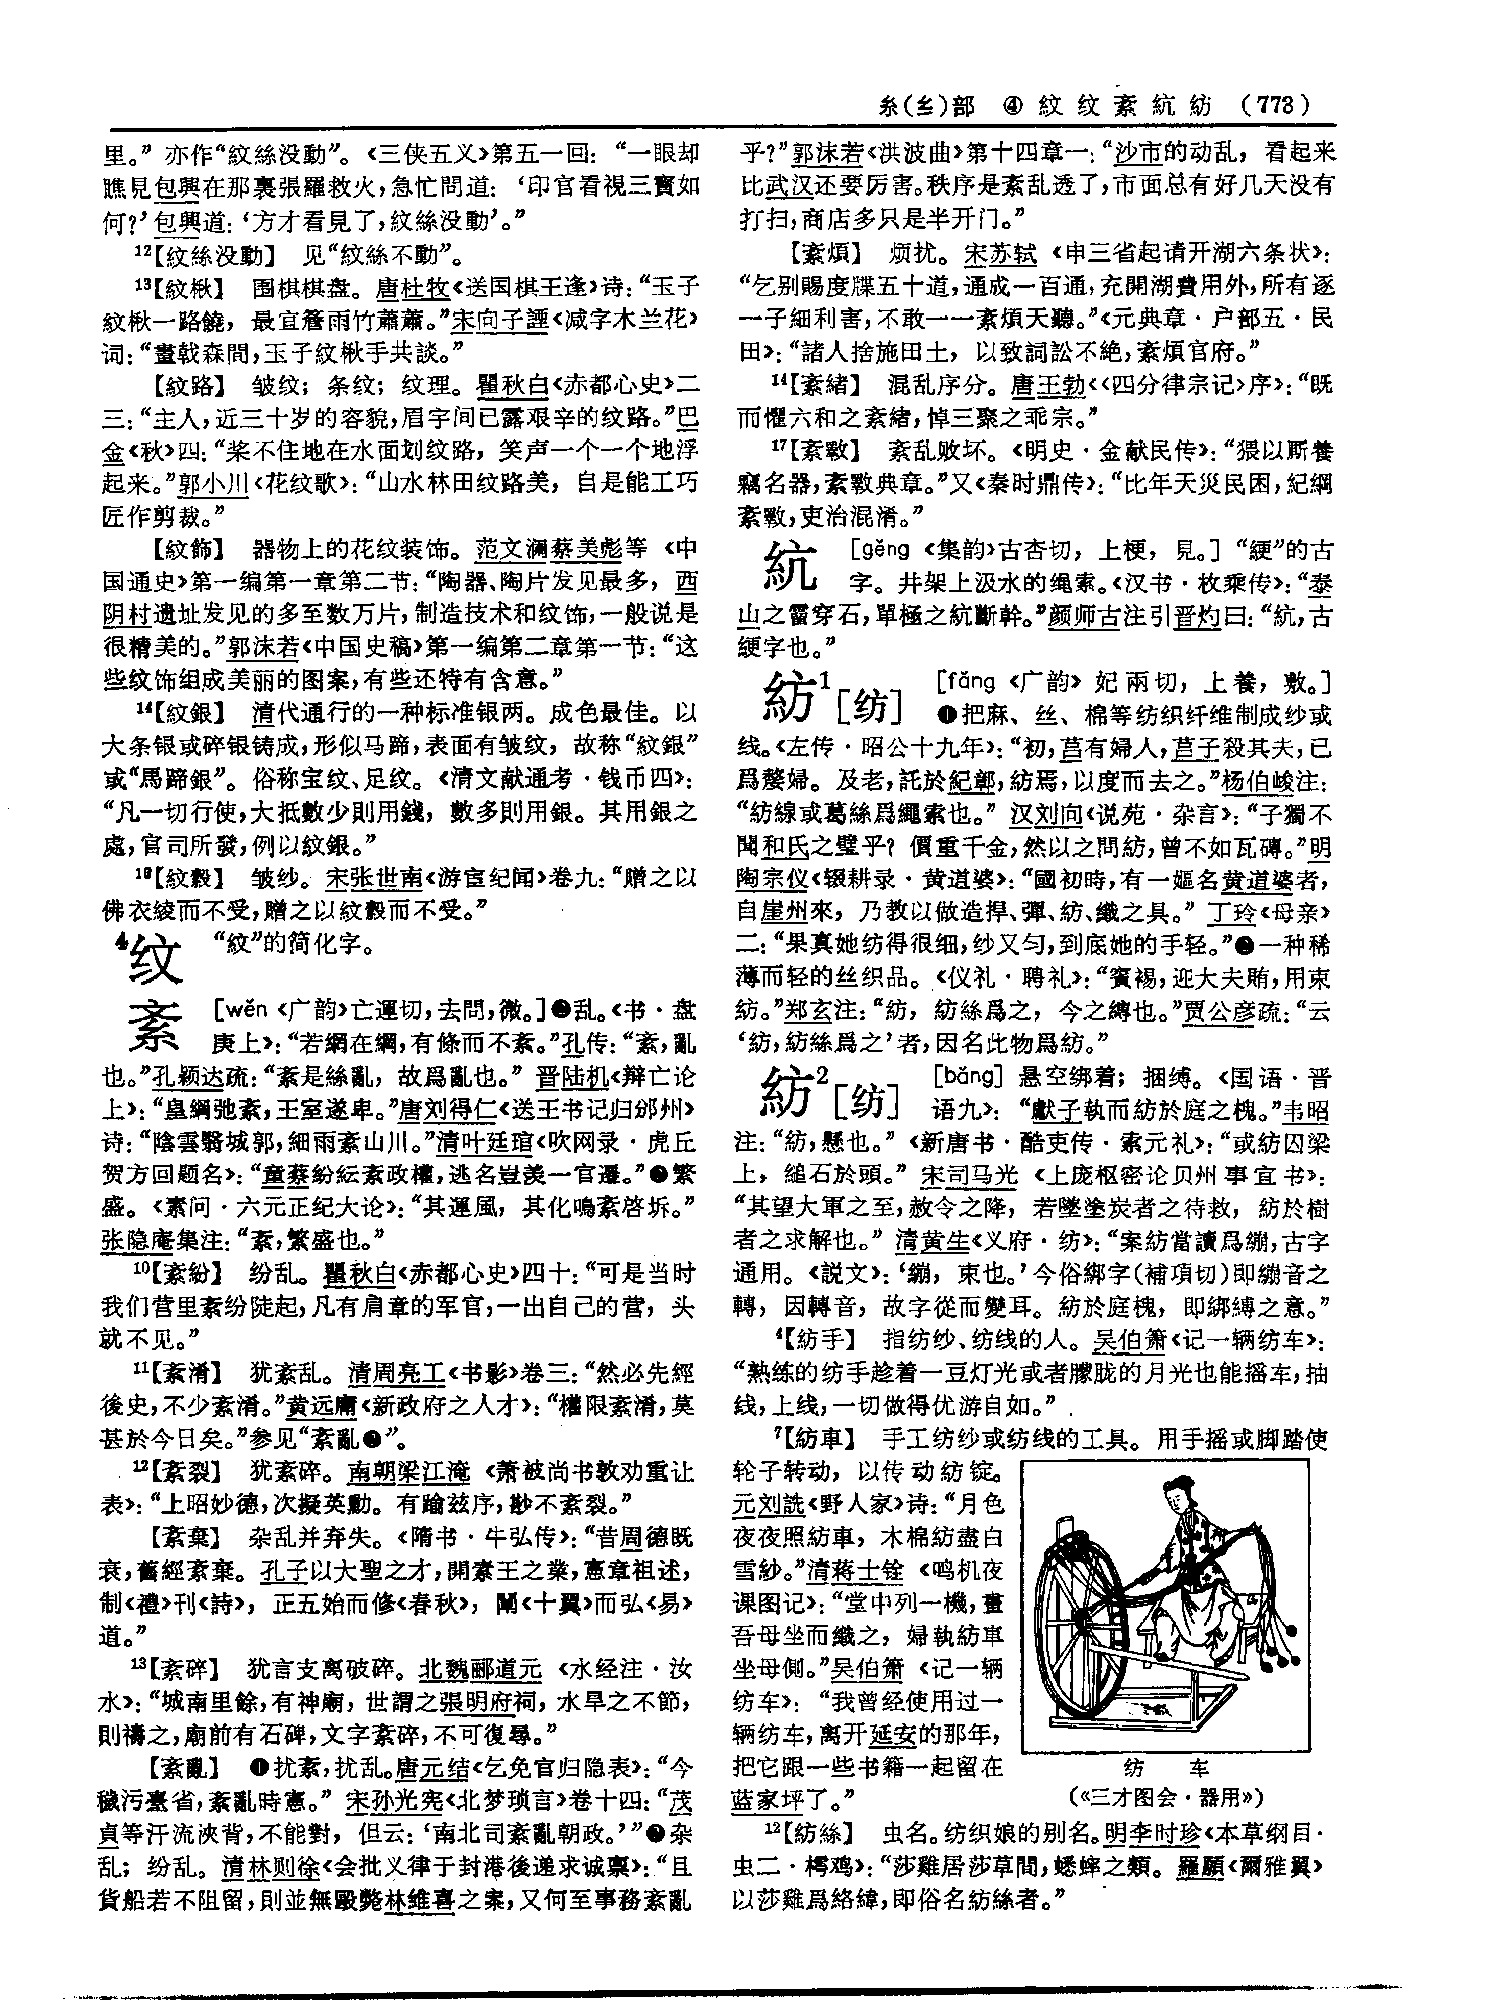 糸(纟)部　④ 紋 纹 紊 䋁 紡 (773)
里。”亦作“紋絲没動”。《三侠五义》第五一回：“一眼却
瞧見包興在那裏張羅救火，急忙問道：‘印官看視三寶如
何？’包興道：‘方才看見了，紋絲没動’。”
12【紋絲没動】　见“紋絲不動”。
13【紋楸】　围棋棋盘。唐杜牧《送国棋王逢》诗：“玉子
紋楸一路饒，最宜簷雨竹蕭蕭。”宋向子諲《减字木兰花》
词：“畫戟森間，玉子紋楸手共談。”
【紋路】　皱纹；条纹；纹理。瞿秋白《赤都心史》二
三：“主人，近三十岁的容貌，眉宇间已露艰辛的纹路。”巴
金《秋》四：“桨不住地在水面划纹路，笑声一个一个地浮
起来。”郭小川《花纹歌》：“山水林田纹路美，自是能工巧
匠作剪裁。”
【紋飾】　器物上的花纹装饰。范文澜蔡美彪等《中
国通史》第一编第一章第二节：“陶器、陶片发见最多，西
阴村遗址发见的多至数万片，制造技术和纹饰，一般说是
很精美的。”郭沫若《中国史稿》第一编第二章第一节：“这
些纹饰组成美丽的图案，有些还特有含意。”
14【紋銀】　清代通行的一种标准银两。成色最佳。以
大条银或碎银铸成，形似马蹄，表面有皱纹，故称“紋銀”
或“馬蹄銀”。俗称宝纹、足纹。《清文献通考·钱币四》：
“凡一切行使，大抵數少則用錢，數多則用銀。其用銀之
處，官司所發，例以紋銀。”
16【紋縠】　皱纱。宋张世南《游宦纪闻》卷九：“贈之以
佛衣綾而不受，贈之以紋縠而不受。”
4纹　“紋”的简化字。
紊　[wěn《广韵》亡運切，去問，微。]❶乱。《书·盘
庚上》：“若網在綱，有條而不紊。”孔传：“紊，亂
也。”孔颖达疏：“紊是絲亂，故爲亂也。”晋陆机《辩亡论
上》：“皇綱弛紊，王室遂卑。”唐刘得仁《送王书记归邠州》
诗：“陰雲翳城郭，細雨紊山川。”清叶廷琯《吹网录·虎丘
贺方回题名》：“童蔡紛紜紊政權，逃名豈羡一官遷。”❷繁
盛。《素问·六元正纪大论》：“其運風，其化鳴紊啓坼。”
张隐庵集注：“紊，繁盛也。”
10【紊紛】　纷乱。瞿秋白《赤都心史》四十：“可是当时
我们营里紊纷陡起，凡有肩章的军官，一出自己的营，头
就不见。”
11【紊淆】　犹紊乱。清周亮工《书影》卷三：“然必先經
後史，不少紊淆。”黄远庸《新政府之人才》：“權限紊淆，莫
甚於今日矣。”参见“紊亂❷”。
12【紊裂】　犹紊碎。南朝梁江淹《萧被尚书敦劝重让
表》：“上昭妙德，次擬英勳。有踰兹序，尠不紊裂。”
【紊棄】　杂乱并弃失。《隋书·牛弘传》：“昔周德既
衰，舊經紊棄。孔子以大聖之才，開素王之業，憲章祖述，
制《禮》刊《詩》，正五始而修《春秋》，闡《十翼》而弘《易》
道。”
13【紊碎】　犹言支离破碎。北魏郦道元《水经注·汝
水》：“城南里餘，有神廟，世謂之張明府祠，水旱之不節，
則禱之，廟前有石碑，文字紊碎，不可復尋。”
【紊亂】　❶扰紊，扰乱。唐元结《乞免官归隐表》：“今
穢污臺省，紊亂時憲。”宋孙光宪《北梦琐言》卷十四：“茂
貞等汗流浹背，不能對，但云：‘南北司紊亂朝政。’”❷杂
乱；纷乱。清林则徐《会批义律于封港後递求诚禀》：“且
貨船若不阻留，則並無毆斃林維喜之案，又何至事務紊亂
乎？”郭沫若《洪波曲》第十四章一：“沙市的动乱，看起来
比武汉还要厉害。秩序是紊乱透了，市面总有好几天没有
打扫，商店多只是半开门。”
【紊煩】　烦扰。宋苏轼《申三省起请开湖六条状》：
“乞别賜度牒五十道，通成一百通，充開湖費用外，所有逐
一子細利害，不敢一一紊煩天聽。”《元典章·户部五·民
田》：“諸人捨施田土，以致詞訟不絶，紊煩官府。”
14【紊緒】　混乱序分。唐王勃《〈四分律宗记〉序》：“既
而懼六和之紊緒，悼三聚之乖宗。”
17【紊斁】　紊乱败坏。《明史·金献民传》：“猥以厮養
竊名器，紊斁典章。”又《秦时鼎传》：“比年天災民困，紀綱
紊斁，吏治混淆。”
䋁　[gěng《集韵》古杏切，上梗，見。]“綆”的古
字。井架上汲水的绳索。《汉书·枚乘传》：“泰
山之霤穿石，單極之䋁斷幹。”颜师古注引晋灼曰：“䋁，古
綆字也。”
紡1[纺]　[fǎng《广韵》妃兩切，上養，敷。]
❶把麻、丝、棉等纺织纤维制成纱或
线。《左传·昭公十九年》：“初，莒有婦人，莒子殺其夫，已
爲嫠婦。及老，託於紀鄣，紡焉，以度而去之。”杨伯峻注：
“紡線或葛絲爲繩索也。”汉刘向《说苑·杂言》：“子獨不
聞和氏之璧乎？價重千金，然以之間紡，曾不如瓦磚。”明
陶宗仪《辍耕录·黄道婆》：“國初時，有一嫗名黄道婆者，
自崖州來，乃教以做造捍、彈、紡、織之具。”丁玲《母亲》
二：“果真她纺得很细，纱又匀，到底她的手轻。”❷一种稀
薄而轻的丝织品。《仪礼·聘礼》：“賓裼，迎大夫賄，用束
紡。”郑玄注：“紡，紡絲爲之，今之縳也。”贾公彦疏：“云
‘紡，紡絲爲之’者，因名此物爲紡。”
紡2[纺]　[bǎng]　悬空绑着；捆缚。《国语·晋
语九》：“獻子執而紡於庭之槐。”韦昭
注：“紡，懸也。”《新唐书·酷吏传·索元礼》：“或紡囚梁
上，縋石於頭。”宋司马光《上庞枢密论贝州事宜书》：
“其望大軍之至，赦令之降，若墜塗炭者之待救，紡於樹
者之求解也。”清黄生《义府·纺》：“案紡當讀爲繃，古字
通用。《説文》：‘繃，束也。’今俗綁字（補項切）即繃音之
轉，因轉音，故字從而變耳。紡於庭槐，即綁縛之意。”
4【紡手】　指纺纱、纺线的人。吴伯箫《记一辆纺车》：
“熟练的纺手趁着一豆灯光或者朦胧的月光也能摇车，抽
线，上线，一切做得优游自如。”
7【紡車】　手工纺纱或纺线的工具。用手摇或脚踏使
轮子转动，以传动纺锭。
元刘詵《野人家》诗：“月色
夜夜照紡車，木棉紡盡白
雪紗。”清蒋士铨《鸣机夜
课图记》：“堂中列一機，畫
吾母坐而織之，婦執紡車
坐母側。”吴伯箫《记一辆
纺车》：“我曾经使用过一
辆纺车，离开延安的那年，
把它跟一些书籍一起留在
蓝家坪了。”
纺　车
（《三才图会·器用》）
12【紡絲】　虫名。纺织娘的别名。明李时珍《本草纲目·
虫二·樗鸡》：“莎雞居莎草間，蟋蟀之類。羅願《爾雅翼》
以莎雞爲絡緯，即俗名紡絲者。”